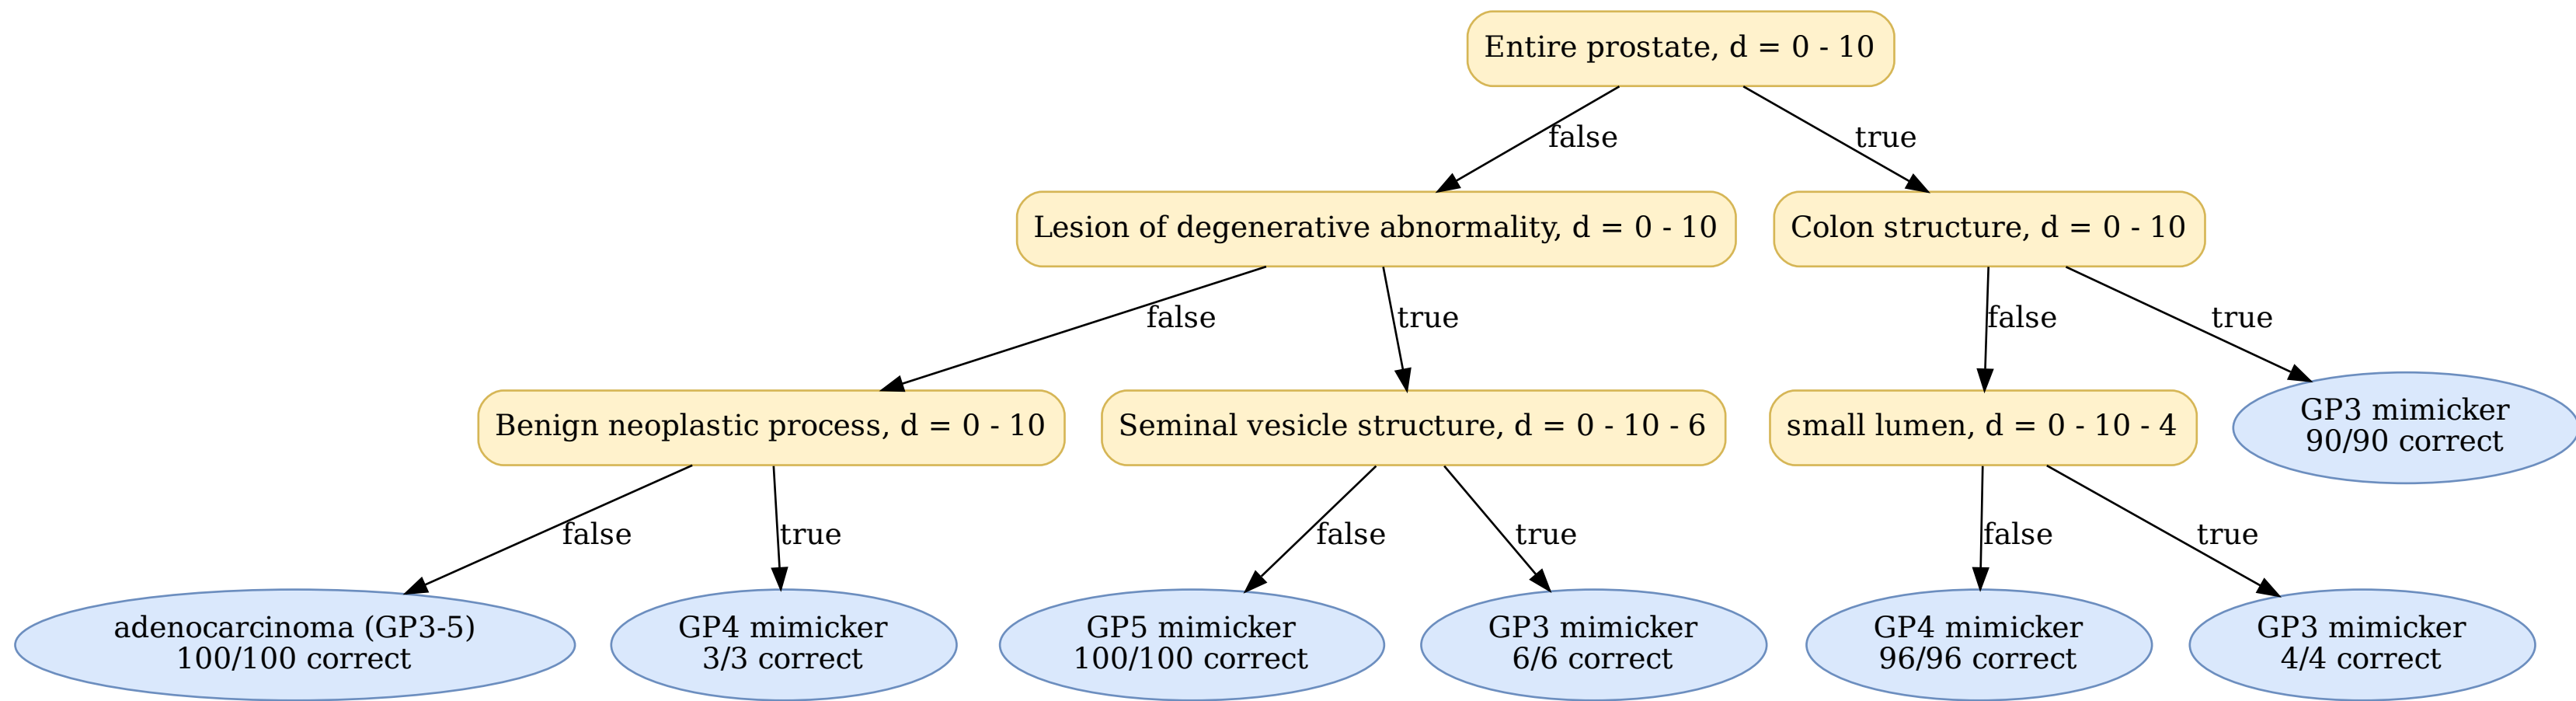 Entire prostate, d = 0 - 10
false
true
Lesion of degenerative abnormality, d = 0 - 10
Colon structure, d = 0 - 10
false
true
false
true
Benign neoplastic process, d = 0 - 10
Seminal vesicle structure, d = 0 - 10 - 6
small lumen, d = 0 - 10 - 4
GP3 mimicker
90/90 correct
false
true
false
true
false
true
adenocarcinoma (GP3-5)
100/100 correct
GP4 mimicker
3/3 correct
GP5 mimicker
100/100 correct
GP3 mimicker
6/6 correct
GP4 mimicker
96/96 correct
GP3 mimicker
4/4 correct